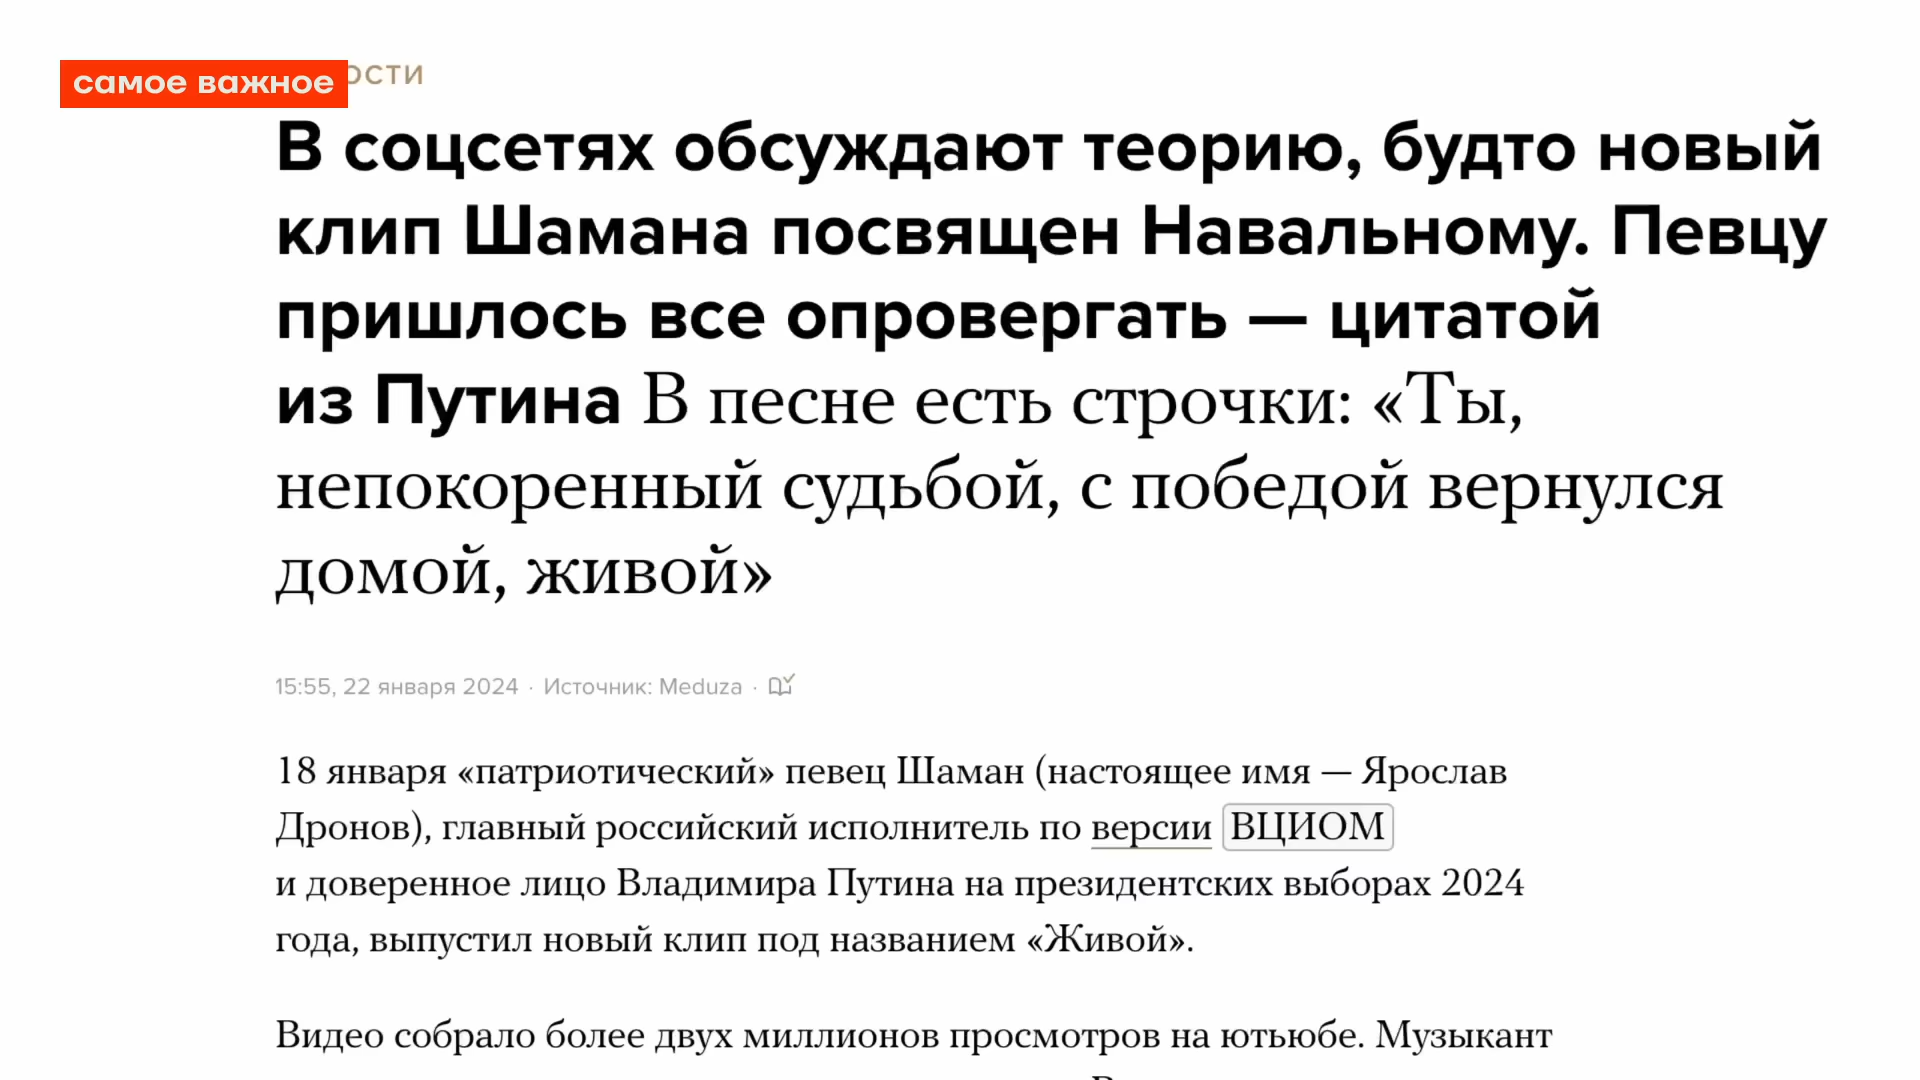 самое важное
ости
В соцсетях обсуждают теорию, будто новый
клип Шамана посвящен Навальному. Певцу
пришлось все опровергать — цитатой
из Путина В песне есть строчки: «Ты,
непокоренный судьбой, с победой вернулся
домой, живой»
15:55, 22 января 2024 · Источник: Meduza ·
18 января «патриотический» певец Шаман (настоящее имя — Ярослав
Дронов), главный российский исполнитель по версии ВЦИОМ
и доверенное лицо Владимира Путина на президентских выборах 2024
года, выпустил новый клип под названием «Живой».
Видео собрало более двух миллионов просмотров на ютьюбе. Музыкант